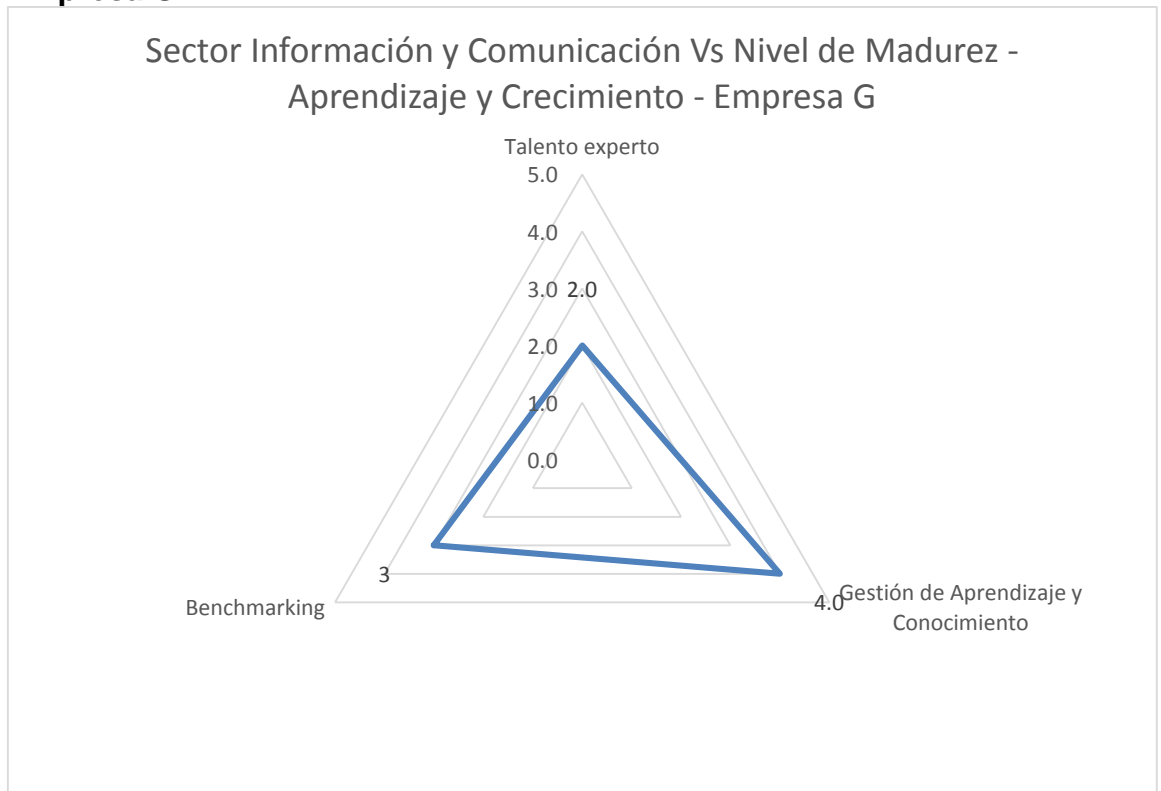 Sector Información y Comunicación Vs Nivel de Madurez -
Aprendizaje y Crecimiento - Empresa G
Talento experto
5.0
4.0
3.0 2.0
2.0
1.0
0.0
3
Benchmarking
4.0
Gestión de Aprendizaje y
Conocimiento